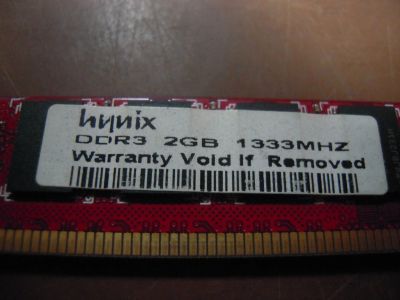 hynix
DDR3 2GB 1333MHZ
Warranty Void If Removed